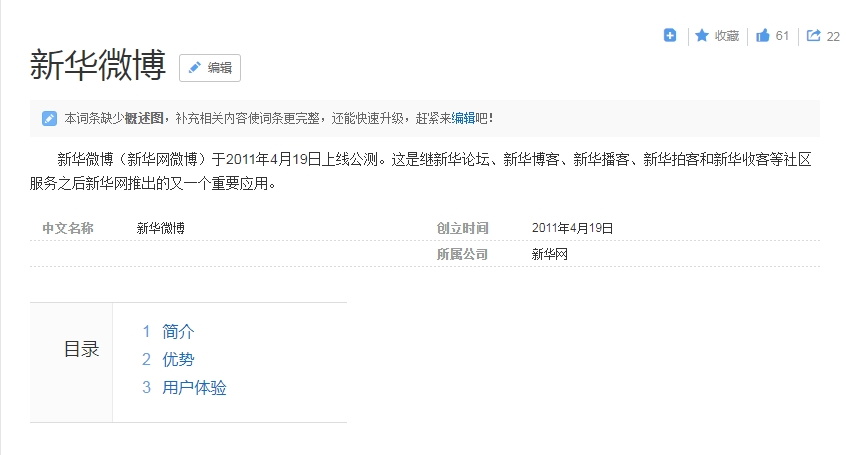 收藏 61 22
新华微博 编辑
本词条缺少概述图，补充相关内容使词条更完整，还能快速升级，赶紧来编辑吧！
新华微博（新华网微博）于2011年4月19日上线公测。这是继新华论坛、新华博客、新华播客、新华拍客和新华收客等社区
服务之后新华网推出的又一个重要应用。
中文名称 新华微博 创立时间 2011年4月19日
所属公司 新华网
目录
1 简介
2 优势
3 用户体验